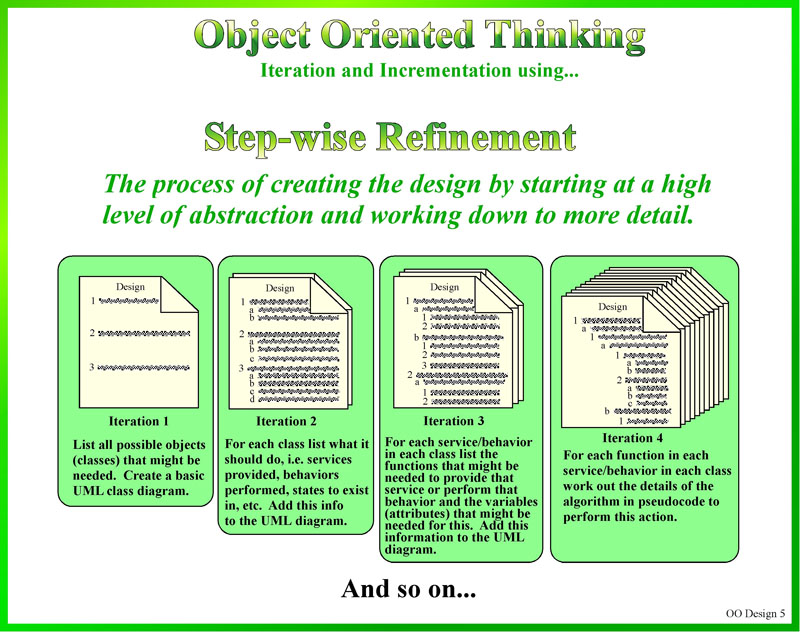 Object Oriented Thinking
Iteration and Incrementation using...
Step-wise Refinement
The process of creating the design by starting at a high
level of abstraction and working down to more detail.
Design
1
2
3
Iteration 1
List all possible objects
(classes) that might be
needed. Create a basic
UML class diagram.
Design
1
a
b
2
a
b
c
3
a
b
c
d
Iteration 2
For each class list what it
should do, i.e. services
provided, behaviors
performed, states to exist
in, etc. Add this info
to the UML diagram.
Design
1
a
1
2
b
1
2
3
2
a
1
2
Iteration 3
For each service/behavior
in each class list the
functions that might be
needed to provide that
service or perform that
behavior and the variables
(attributes) that might be
needed for this. Add this
information to the UML
diagram.
Design
1
a
1
a
1
a
b
2
a
b
c
b
1
Iteration 4
For each function in each
service/behavior in each class
work out the details of the
algorithm in pseudocode to
perform this action.
And so on...
OO Design 5